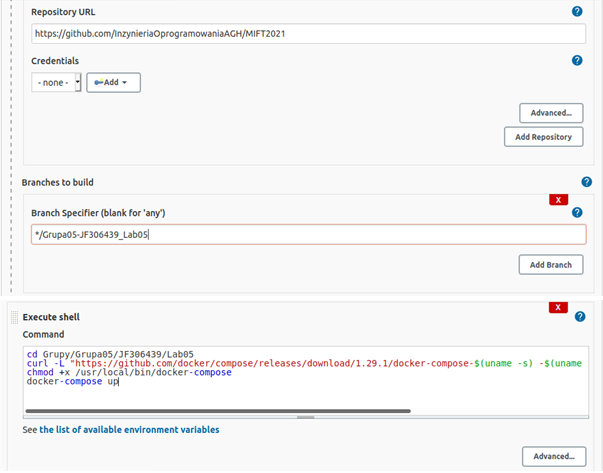 Repository URL
https://github.com/InzynieriaOprogramowaniaAGH/MIFT2021
Credentials
- none -
Add
Advanced...
Add Repository
Branches to build
X
Branch Specifier (blank for 'any')
*/Grupa05-JF306439_Lab05
Add Branch
X
Execute shell
Command
cd Grupy/Grupa05/JF306439/Lab05
curl -L "https://github.com/docker/compose/releases/download/1.29.1/docker-compose-$(uname -s) -$(uname
chmod +x /usr/local/bin/docker-compose
docker-compose up
See the list of available environment variables
Advanced...